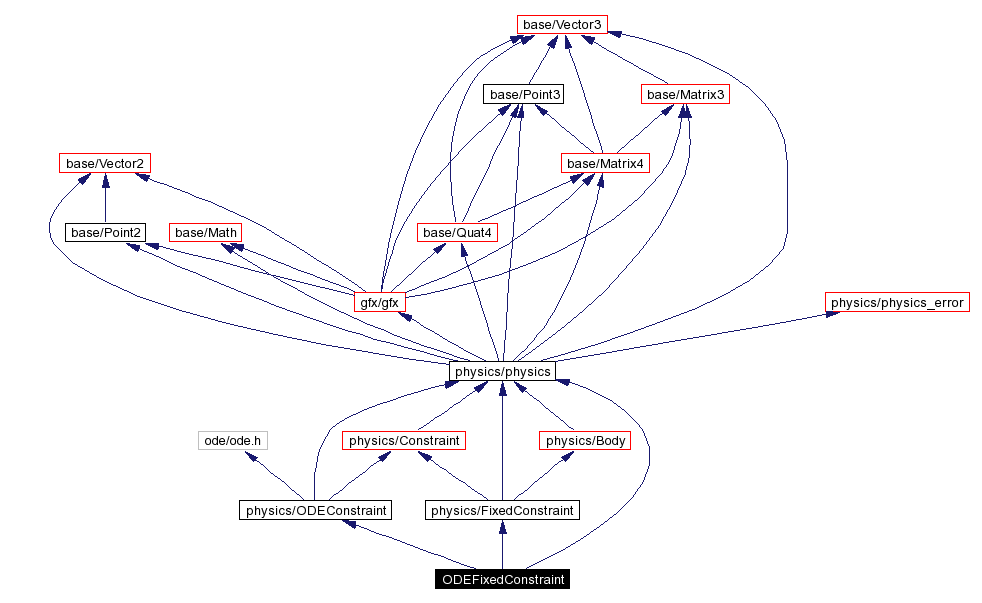 base/Vector3
base/Point3
base/Matrix3
base/Vector2
base/Matrix4
base/Point2
base/Math
base/Quat4
gfx/gfx
physics/physics_error
physics/physics
ode/ode.h
physics/Constraint
physics/Body
physics/ODEConstraint
physics/FixedConstraint
ODEFixedConstraint